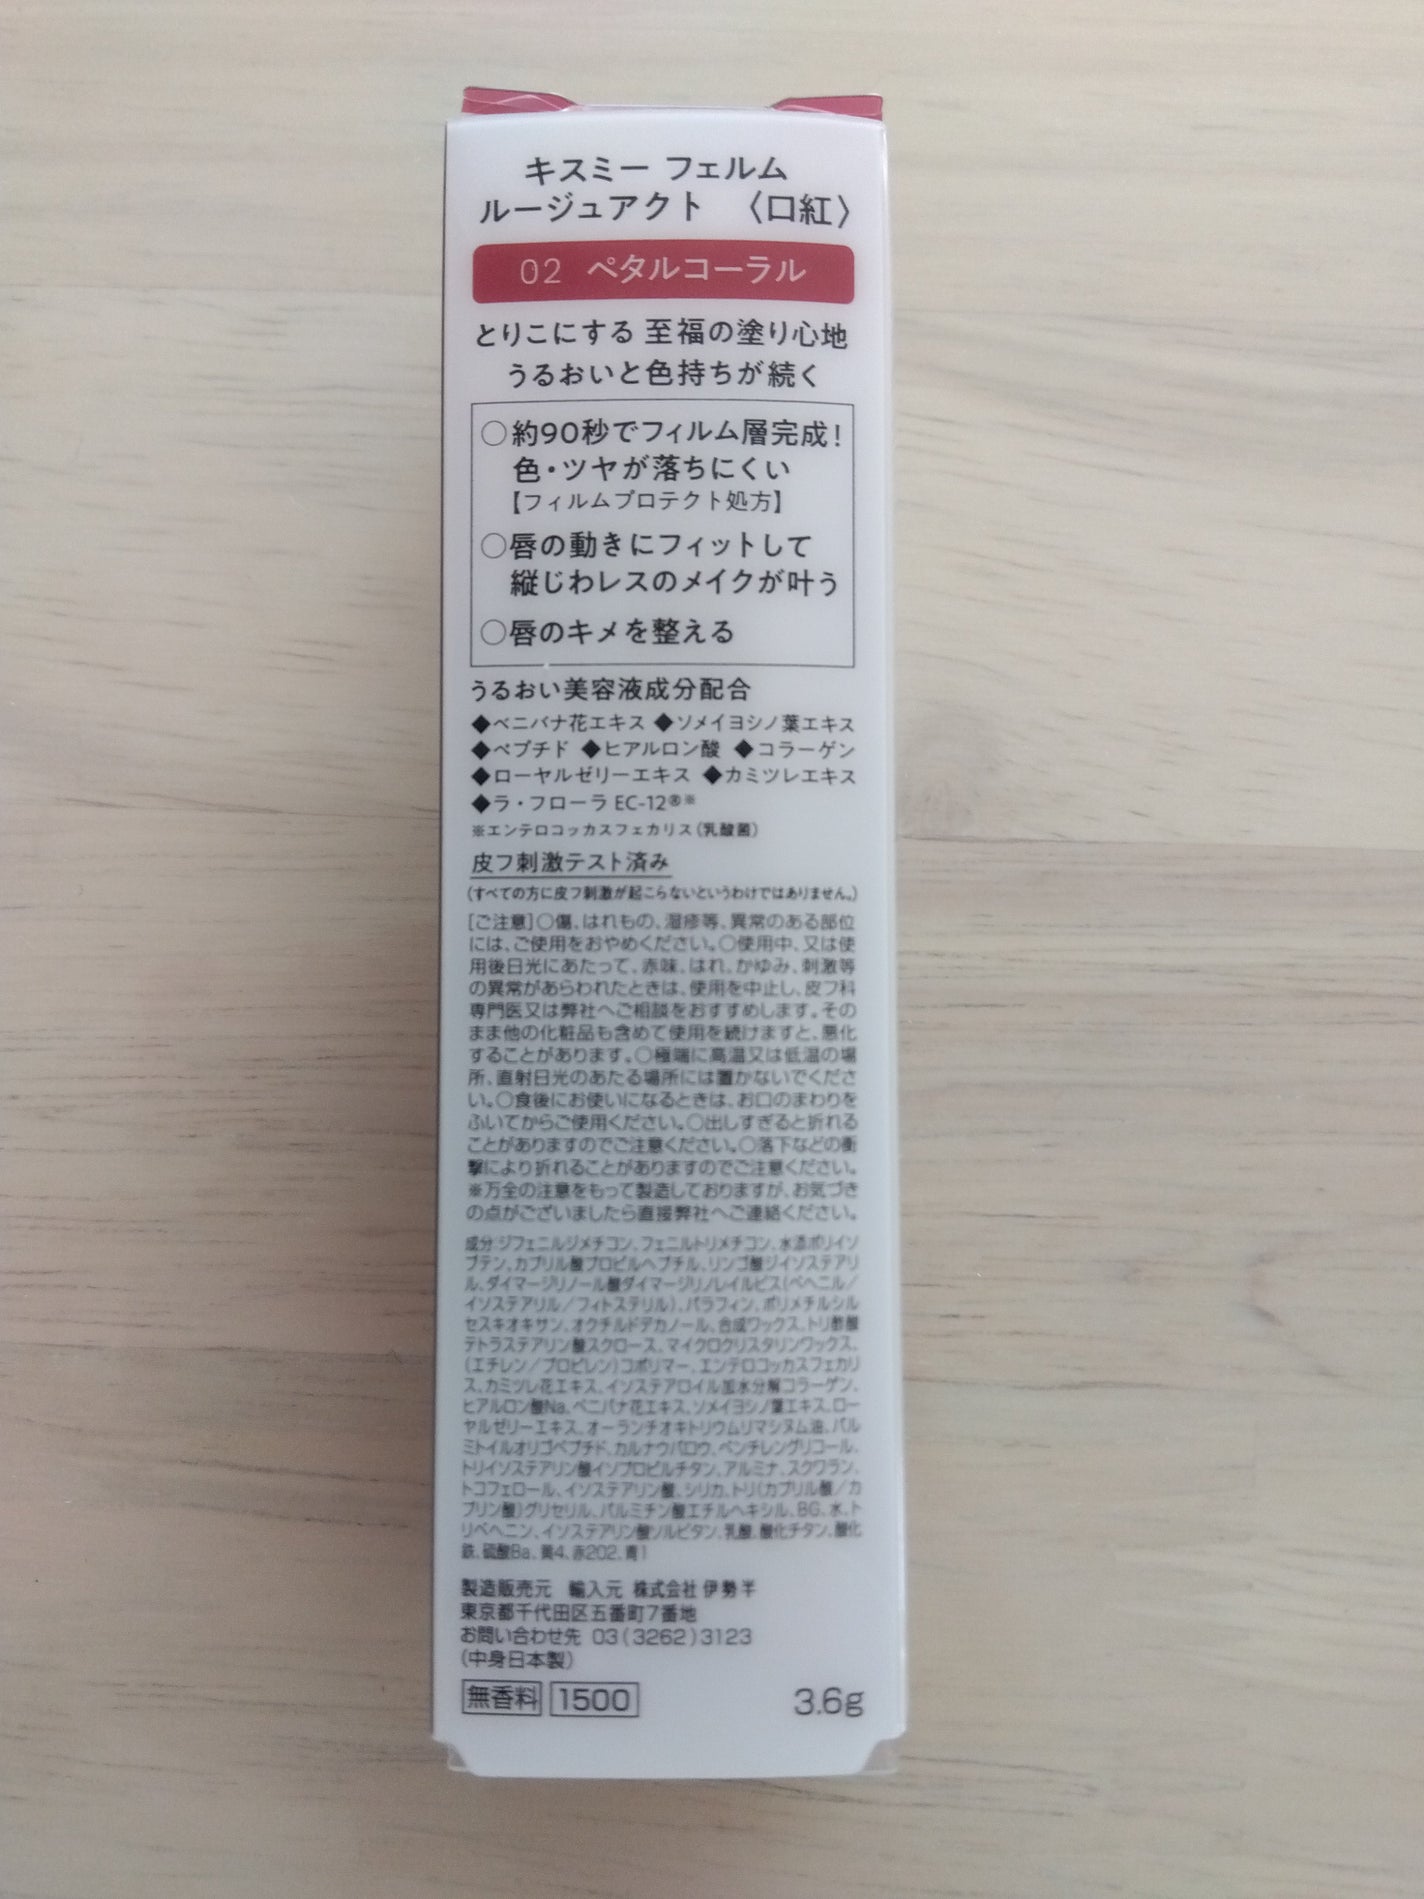 キスミー フェルム
ルージュアクト 〈口紅〉
02 ペタルコーラル
とりこにする 至福の塗り心地
うるおいと色持ちが続く
○約90秒でフィルム層完成!
色・ツヤが落ちにくい
【フィルムプロテクト処方】
○唇の動きにフィットして
縦じわレスのメイクが叶う
○唇のキメを整える
うるおい美容液成分配合
◆ベニバナ花エキス ◆ソメイヨシノ葉エキス
◆ペプチド ◆ヒアルロン酸 ◆コラーゲン
◆ローヤルゼリーエキス ◆カミツレエキス
◆ラ・フローラ EC-12®※
※エンテロコッカスフェカリス(乳酸菌)
皮フ刺激テスト済み
(すべての方に皮フ刺激が起こらないというわけではありません。)
[ご注意]○傷、はれもの、湿疹等、異常のある部位
には、ご使用をおやめください。○使用中、又は使
用後日光にあたって、赤味、はれ、かゆみ、刺激等
の異常があらわれたときは、使用を中止し、皮フ科
専門医又は弊社へご相談をおすすめします。その
まま他の化粧品も含めて使用を続けますと、悪化
することがあります。○極端に高温又は低温の場
所、直射日光のあたる場所には置かないでくださ
い。○食後にお使いになるときは、お口のまわりを
ふいてからご使用ください。○出しすぎると折れる
ことがありますのでご注意ください。○落下などの衝
撃により折れることがありますのでご注意ください。
※万全の注意をもって製造しておりますが、お気づき
の点がございましたら直接弊社へご連絡ください。
成分:ジフェニルジメチコン、フェニルトリメチコン、水添ポリイソ
ブテン、カプリル酸プロピルヘプチル、リンゴ酸ジイソステアリ
ル、ダイマージリノール酸ダイマージリノレイルビス(ベヘニル/
イソステアリル/フィトステリル)、パラフィン、ポリメチルシル
セスキオキサン、オクチルドデカノール、合成ワックス、トリ酢酸
テトラステアリン酸スクロース、マイクロクリスタリンワックス、
(エチレン/プロピレン)コポリマー、エンテロコッカスフェカリ
ス、カミツレ花エキス、イソステアロイル加水分解コラーゲン、
ヒアルロン酸Na、ベニバナ花エキス、ソメイヨシノ葉エキス、ロー
ヤルゼリーエキス、オーランチオキトリウムリマシヌム油、パル
ミトイルオリゴペプチド、カルナウバロウ、ペンチレングリコール、
トリイソステアリン酸イソプロピルチタン、アルミナ、スクワラン、
トコフェロール、イソステアリン酸、シリカ、トリ(カプリル酸/カ
プリン酸)グリセリル、パルミチン酸エチルヘキシル、BG、水、ト
リベヘニン、イソステアリン酸ソルビタン、乳酸、酸化チタン、酸化
鉄、硫酸Ba、黄4、赤202、青1
製造販売元 輸入元 株式会社 伊勢半
東京都千代田区五番町7番地
お問い合わせ先 03(3262)3123
(中身日本製)
無香料 1500 3.6g